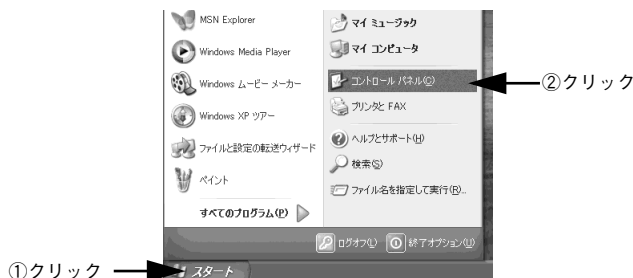 MSN Explorer
Windows Media Player
Windows ムービー メーカー
Windows XP ツアー
ファイルと設定の転送ウィザード
ペイント
すべてのプログラム(P)
マイ ミュージック
マイ コンピュータ
コントロール パネル(C)
プリンタと FAX
ヘルプとサポート(H)
検索(S)
ファイル名を指定して実行(R)...
ログオフ(L)
終了オプション(U)
スタート
①クリック
②クリック